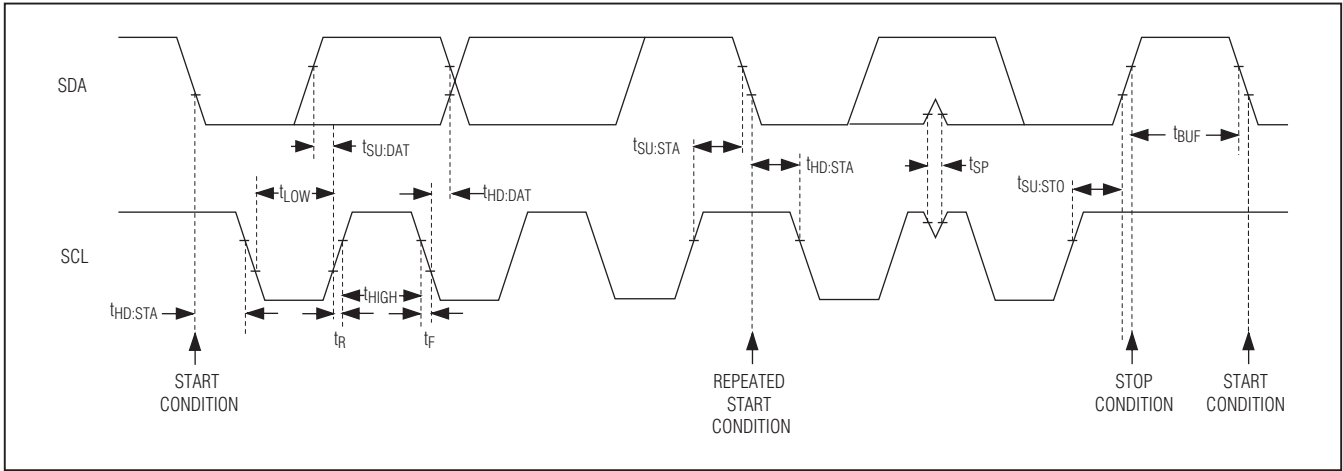 SDA
tSU:DAT
tSU:STA
tHD:STA
tSP
tBUF
tLOW
tHD:DAT
tSU:STO
SCL
tHD:STA
tHIGH
tR
tF
START
CONDITION
REPEATED
START
CONDITION
STOP
CONDITION
START
CONDITION